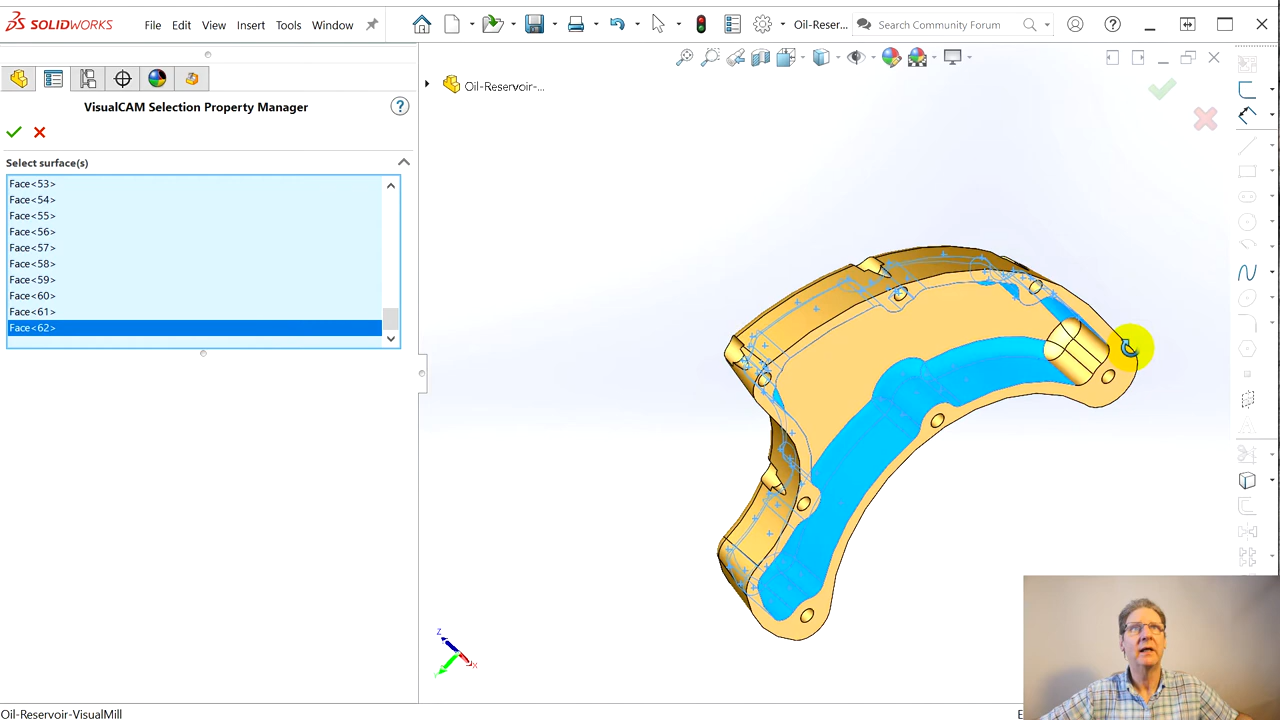 SOLIDWORKS File Edit View Insert Tools Window Oil-Reser... Search Community Forum
Oil-Reservoir-...
VisualCAM Selection Property Manager
Select surface(s)
Face<53>
Face<54>
Face<55>
Face<56>
Face<57>
Face<58>
Face<59>
Face<60>
Face<61>
Face<62>
Z
X
Oil-Reservoir-VisualMill